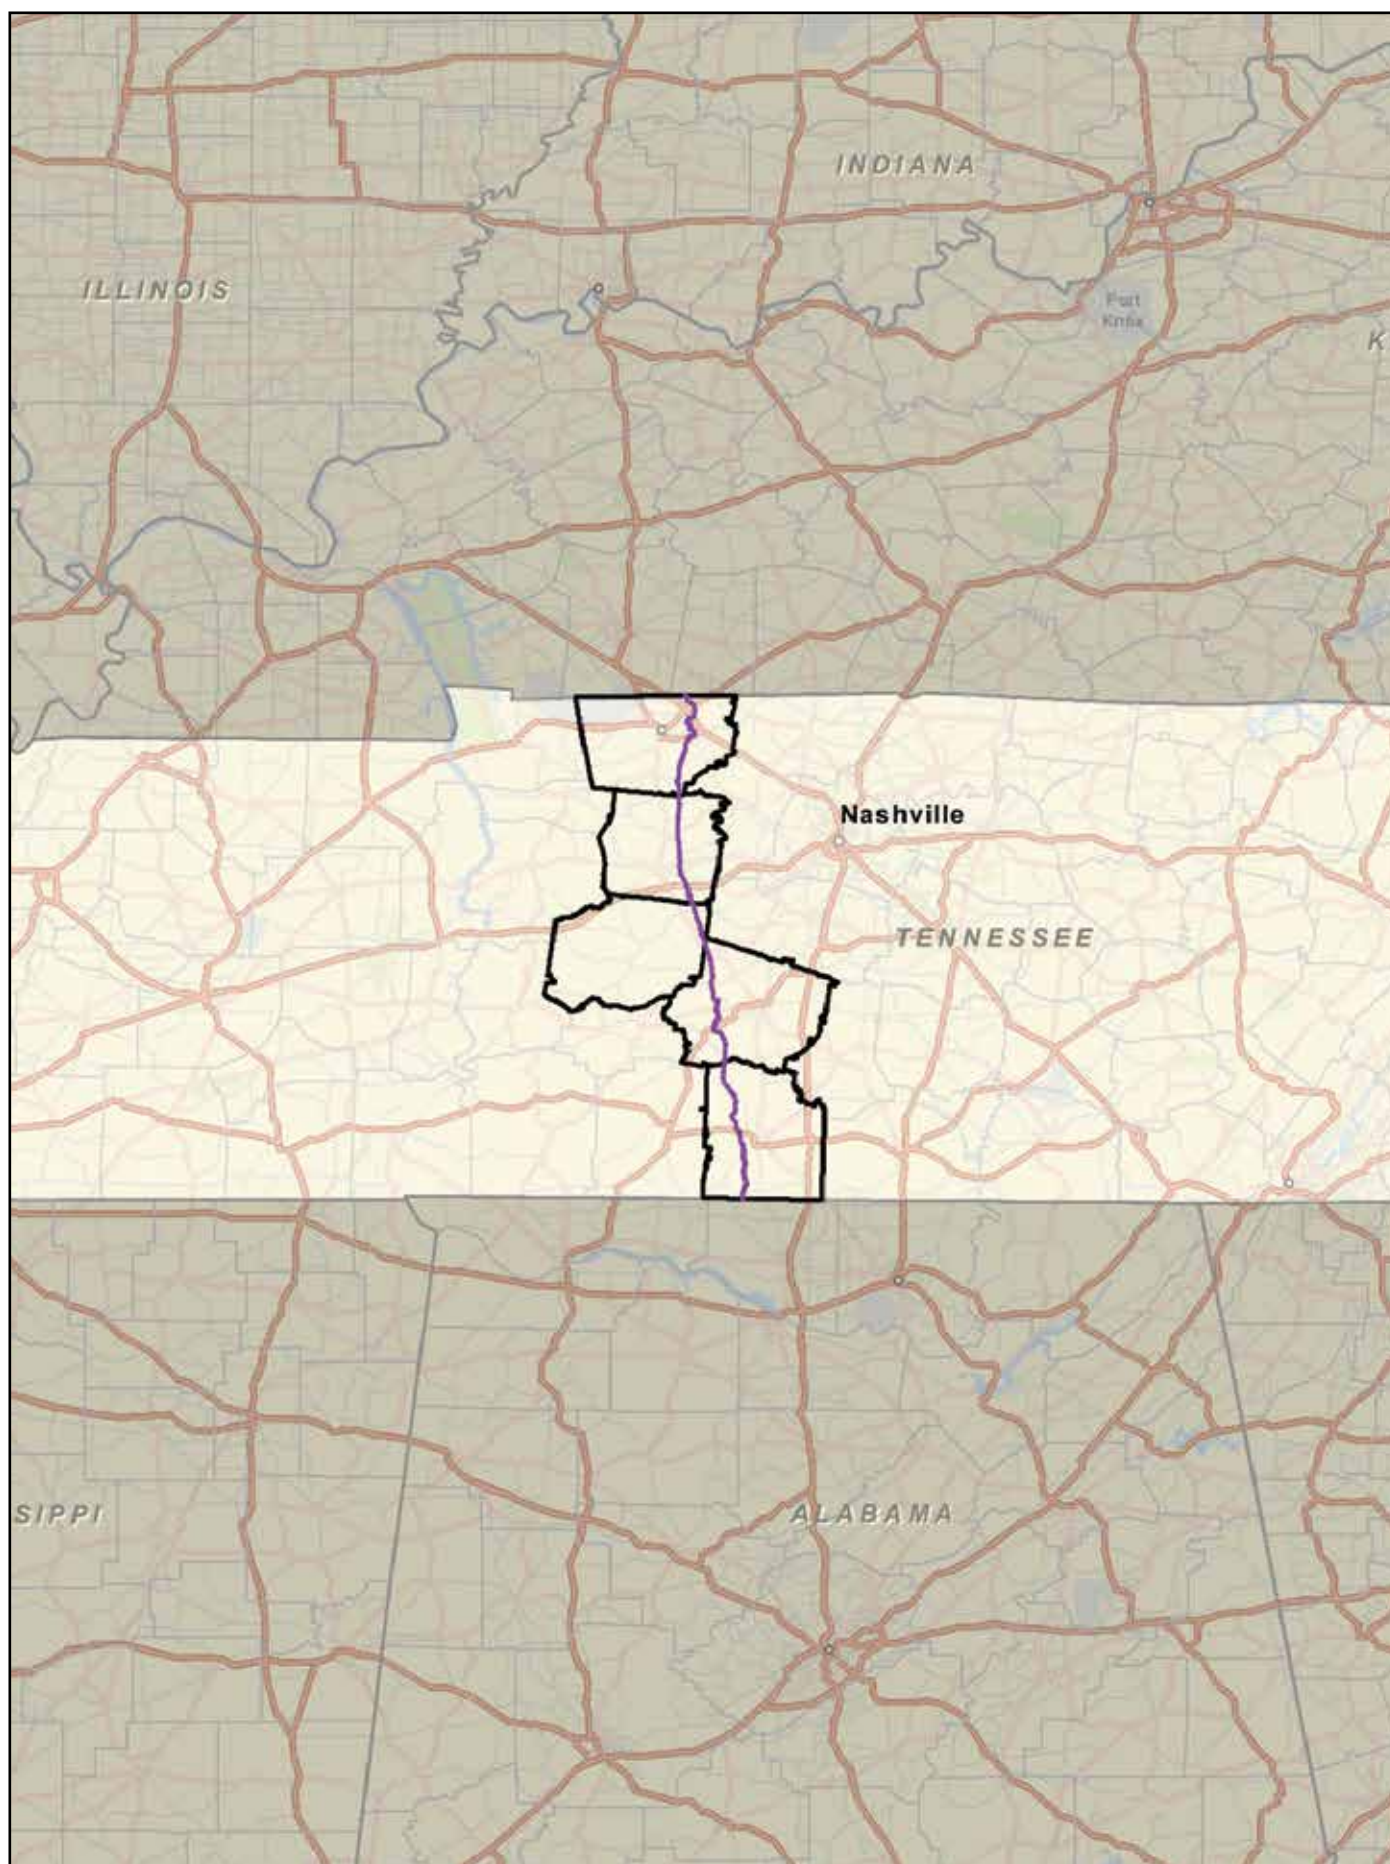 INDIANA
ILLINOIS
Fort
Knox
K
Nashville
TENNESSEE
SIPPI
ALABAMA